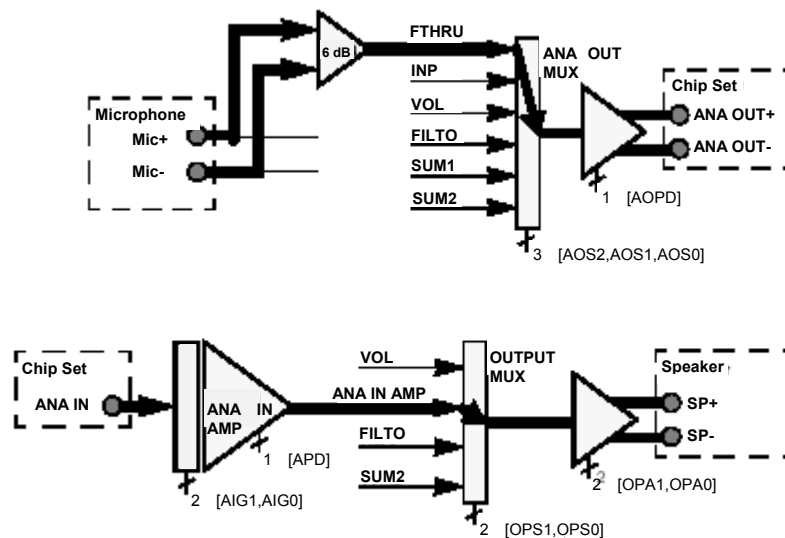 6 dB
FTHRU
INP
VOL
FILTO
SUM1
SUM2
ANA OUT
MUX
Chip Set
ANA OUT+
ANA OUT-
Microphone
Mic+
Mic-
1 [AOPD]
3 [AOS2,AOS1,AOS0]
Chip Set
ANA IN
ANA IN
AMP
1 [APD]
2 [AIG1,AIG0]
VOL
ANA IN AMP
FILTO
SUM2
OUTPUT
MUX
Speaker
SP+
SP-
2 [OPA1,OPA0]
2 [OPS1,OPS0]